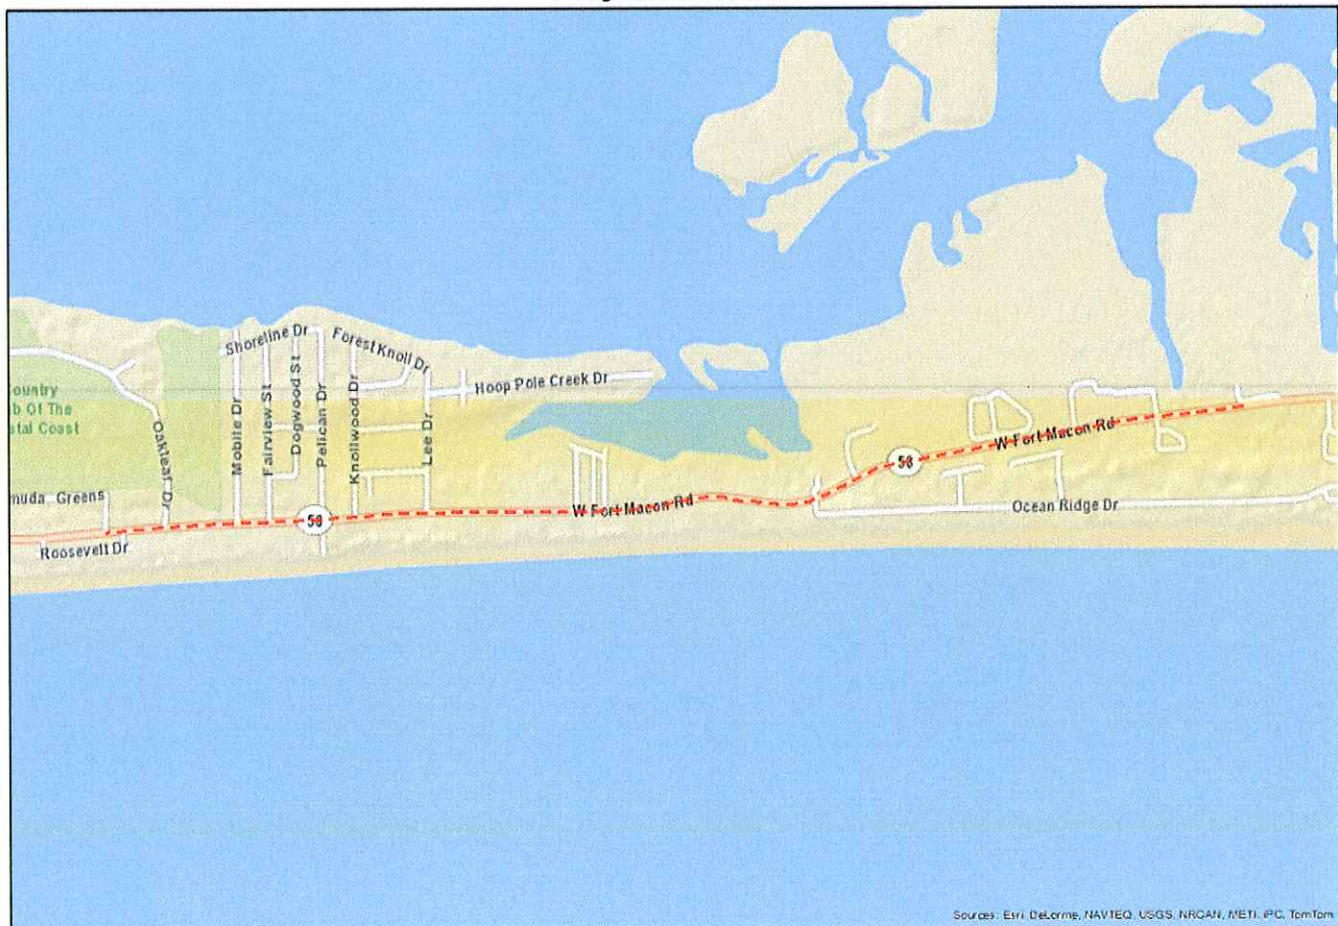 Shoreline Dr
Forest Knoll Dr
Hoop Pole Creek Dr
Country
b Of The
stal Coast
Oakleaf Dr
Mobile Dr
Fairview St
Dogwood St
Pelican Dr
Knollwood Dr
Lee Dr
muda Greens
Roosevelt Dr
58
W Fort Macon Rd
58
W Fort Macon Rd
Ocean Ridge Dr
Sources: Esri, DeLorme, NAVTEQ, USGS, NRCAN, METI, iPC, TomTom